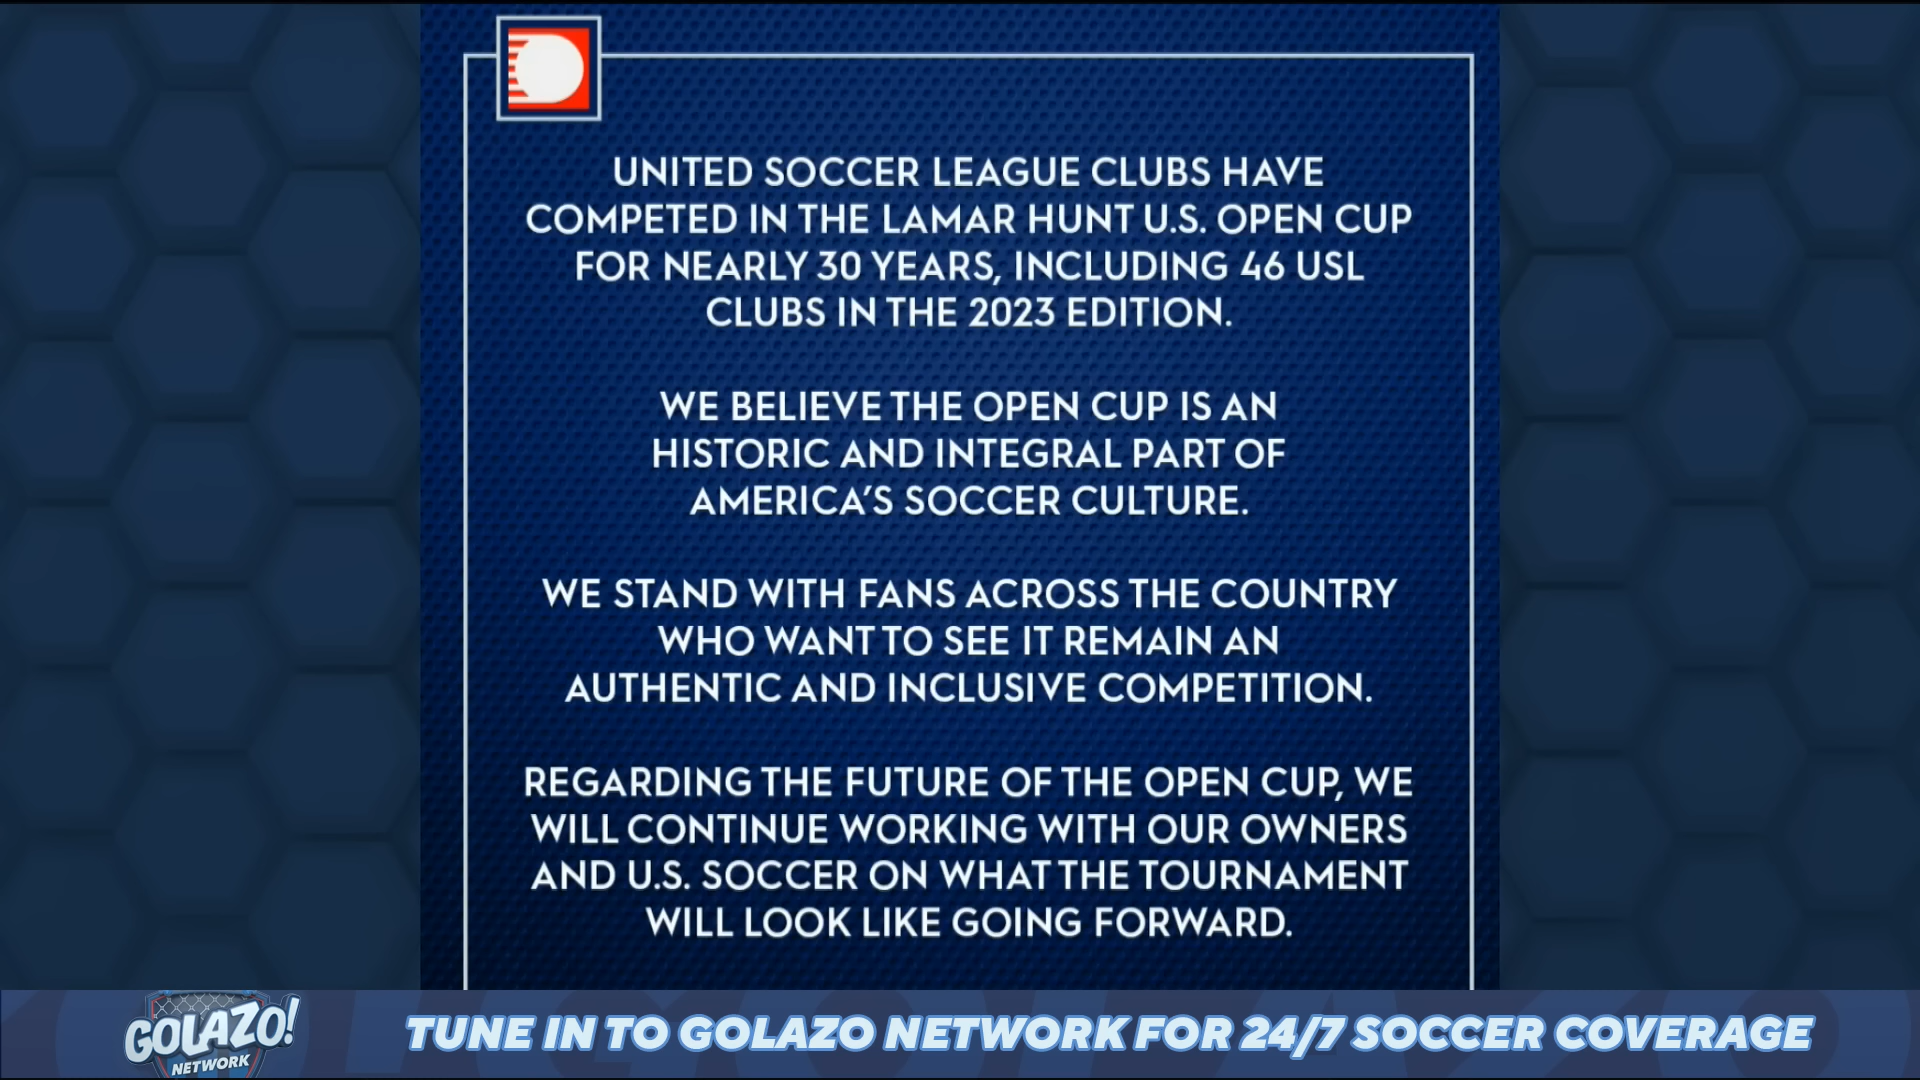 UNITED SOCCER LEAGUE CLUBS HAVE
COMPETED IN THE LAMAR HUNT U.S. OPEN CUP
FOR NEARLY 30 YEARS, INCLUDING 46 USL
CLUBS IN THE 2023 EDITION.
WE BELIEVE THE OPEN CUP IS AN
HISTORIC AND INTEGRAL PART OF
AMERICA’S SOCCER CULTURE.
WE STAND WITH FANS ACROSS THE COUNTRY
WHO WANT TO SEE IT REMAIN AN
AUTHENTIC AND INCLUSIVE COMPETITION.
REGARDING THE FUTURE OF THE OPEN CUP, WE
WILL CONTINUE WORKING WITH OUR OWNERS
AND U.S. SOCCER ON WHAT THE TOURNAMENT
WILL LOOK LIKE GOING FORWARD.
GOLAZO!
NETWORK
TUNE IN TO GOLAZO NETWORK FOR 24/7 SOCCER COVERAGE